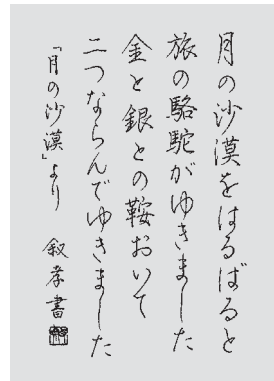 月の沙漠をはるばると
旅の駱駝がゆきました
金と銀との鞍おいて
二つならんでゆきました
「月の沙漠」より
叙孝書